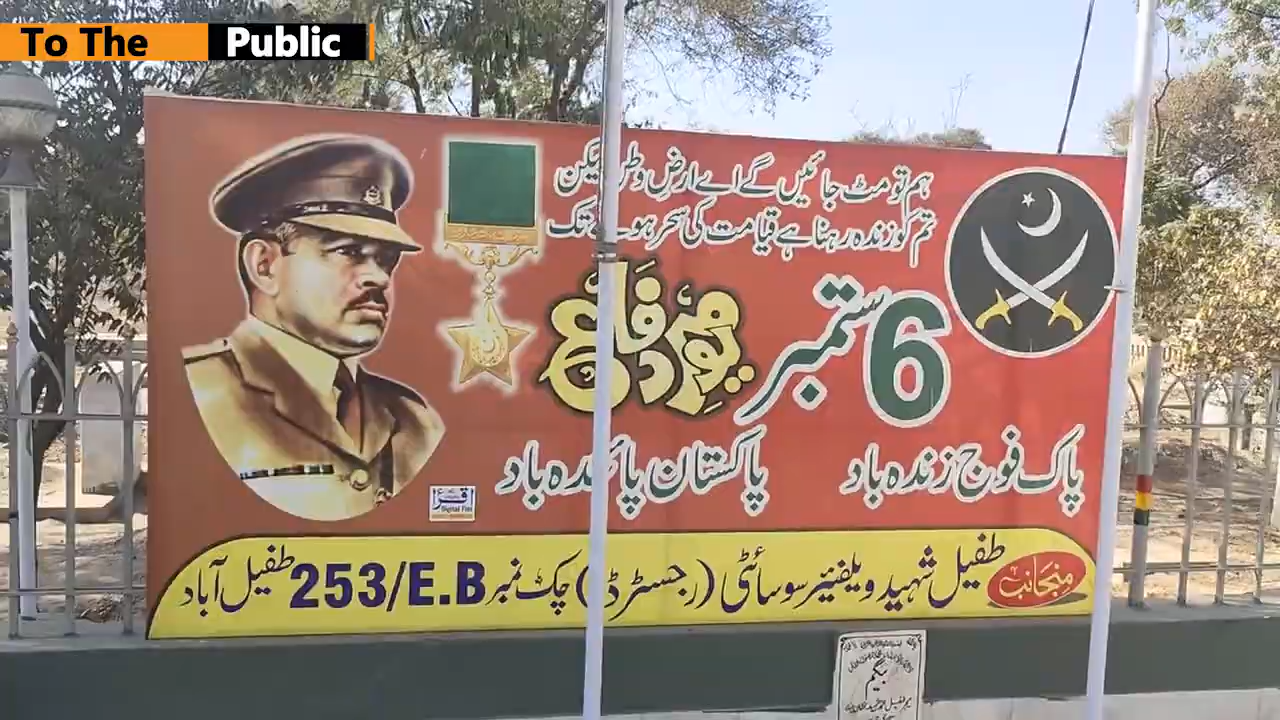 To The Public
ہم تو مٹ جائیں گے اے ارضِ وطن لیکن
تم کو زندہ رہنا ہے قیامت کی سحر ہونے تک
6 ستمبر
یومِ دفاع
پاک فوج زندہ باد
پاکستان پائندہ باد
منجانب
طفیل شہید ویلفیئر سوسائٹی (رجسٹرڈ) چک نمبر 253/E.B طفیل آباد
بیگم